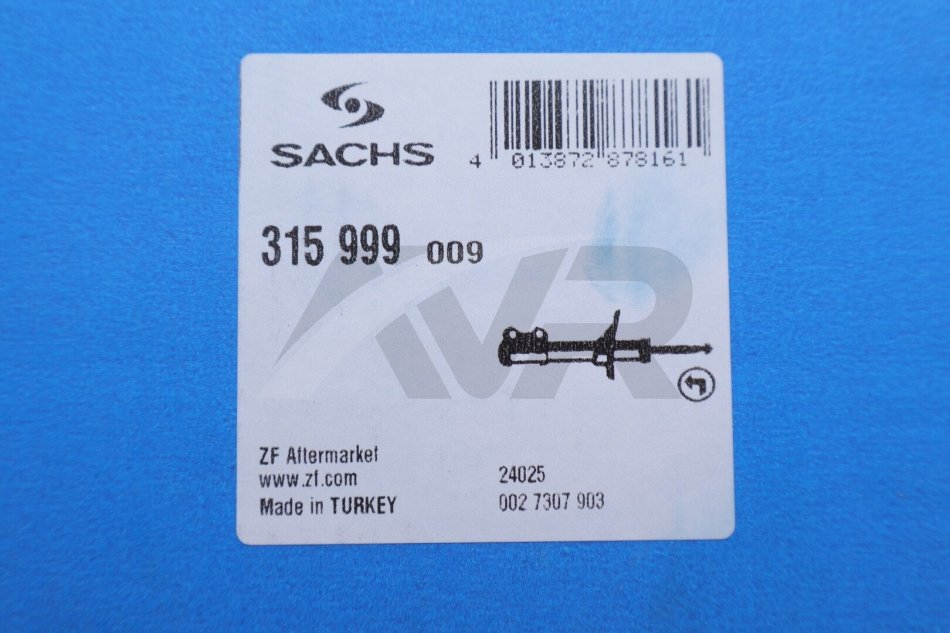 SACHS
4 013872 878161
315 999 009
AVR
ZF Aftermarket
www.zf.com
Made in TURKEY
24025
002 7307 903